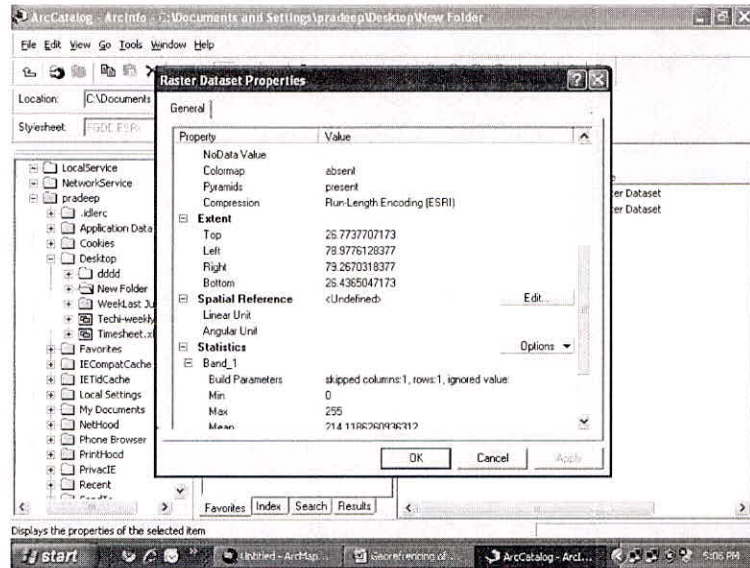 ArcCatalog - ArcInfo - C:\Documents and Settings\pradeep\Desktop\New Folder
File Edit View Go Tools Window Help
Location: C:\Documents
Stylesheet: FGDC ESRI
Raster Dataset Properties
General
Property Value
NoData Value
Colormap absent
Pyramids present
Compression Run-Length Encoding (ESRI)
Extent
Top 26.7737707173
Left 78.9776128377
Right 79.2670318377
Bottom 26.4365047173
Spatial Reference <Undefined> Edit...
Linear Unit
Angular Unit
Statistics Options
Band_1
Build Parameters skipped columns:1, rows:1, ignored value:
Min 0
Max 255
Mean 214.1186260936312
OK Cancel Apply
LocalService
NetworkService
pradeep
.idlerc
Application Data
Cookies
Desktop
dddd
New Folder
WeekLast Ju
Techi-weekly
Timesheet.xl
Favorites
IECompatCache
IETldCache
Local Settings
My Documents
NetHood
Phone Browser
PrintHood
PrivacIE
Recent
SendTo
er Dataset
er Dataset
Favorites Index Search Results
Displays the properties of the selected item
start Untitled - ArcMap... Georefrencing of ... ArcCatalog - ArcI... 5:06 PM